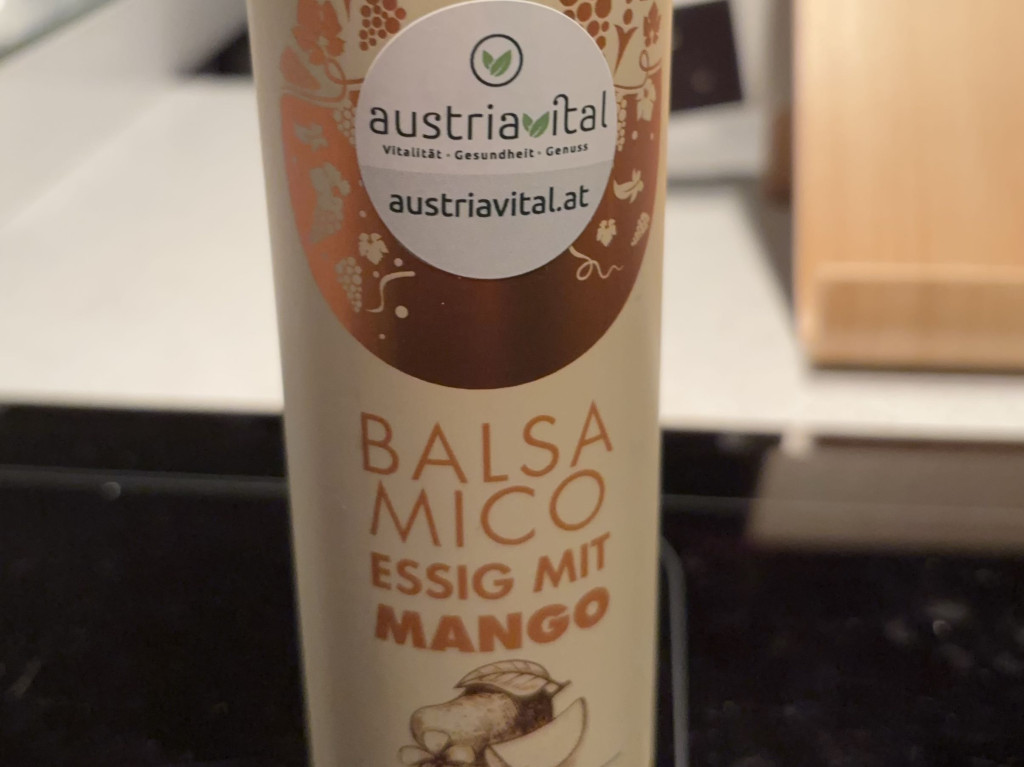 austriavital
Vitalität · Gesundheit · Genuss
austriavital.at
BALSA
MICO
ESSIG MIT
MANGO